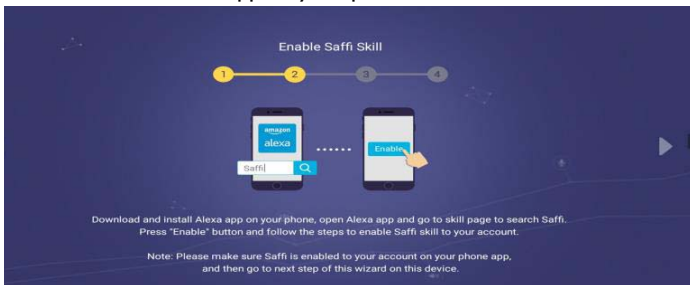 Enable Saffi Skill
1 2 3 4
amazon
alexa
Enable
Saffi
Download and install Alexa app on your phone, open Alexa app and go to skill page to search Saffi.
Press "Enable" button and follow the steps to enable Saffi skill to your account.
Note: Please make sure Saffi is enabled to your account on your phone app,
and then go to next step of this wizard on this device.